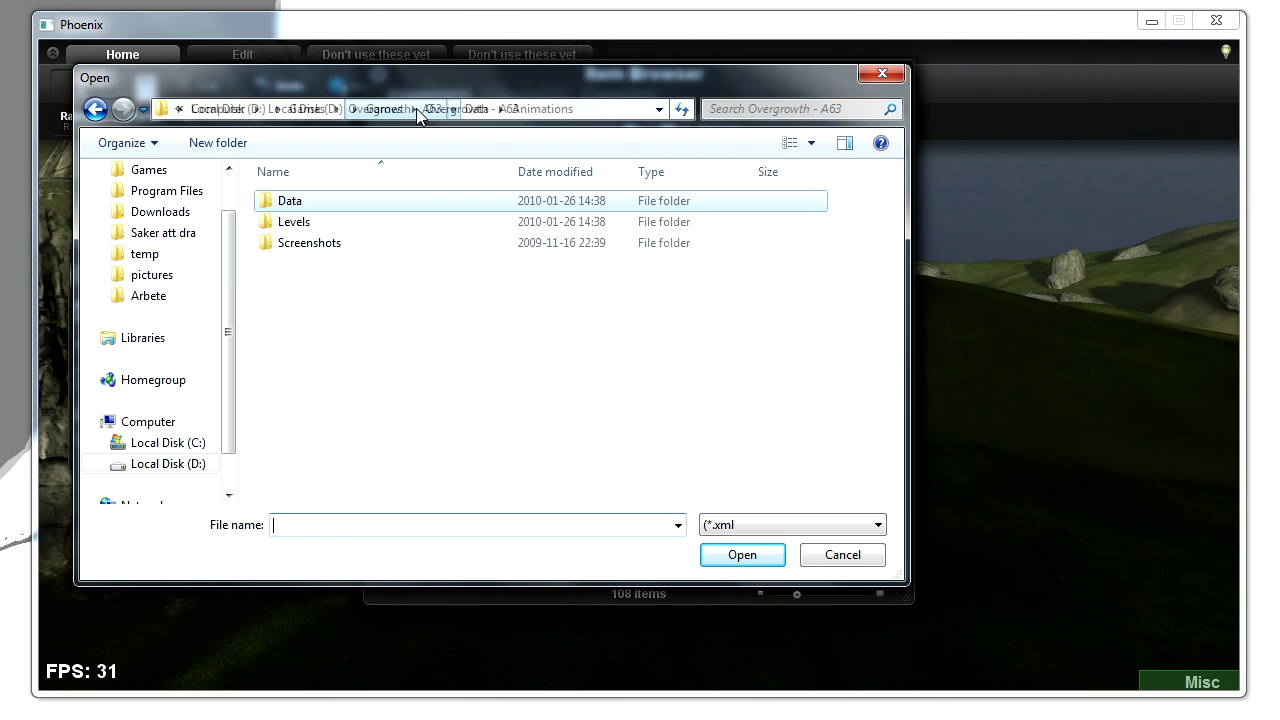 Phoenix
Home Edit Don't use these yet Don't use these yet
Open
Item Browser
Search Overgrowth - A63
Organize New folder
Name Date modified Type Size
Games
Program Files
Downloads
Saker att dra
temp
pictures
Arbete
Libraries
Homegroup
Computer
Local Disk (C:)
Local Disk (D:)
Data 2010-01-26 14:38 File folder
Levels 2010-01-26 14:38 File folder
Screenshots 2009-11-16 22:39 File folder
File name: (*.xml
Open Cancel
108 items
FPS: 31
Misc